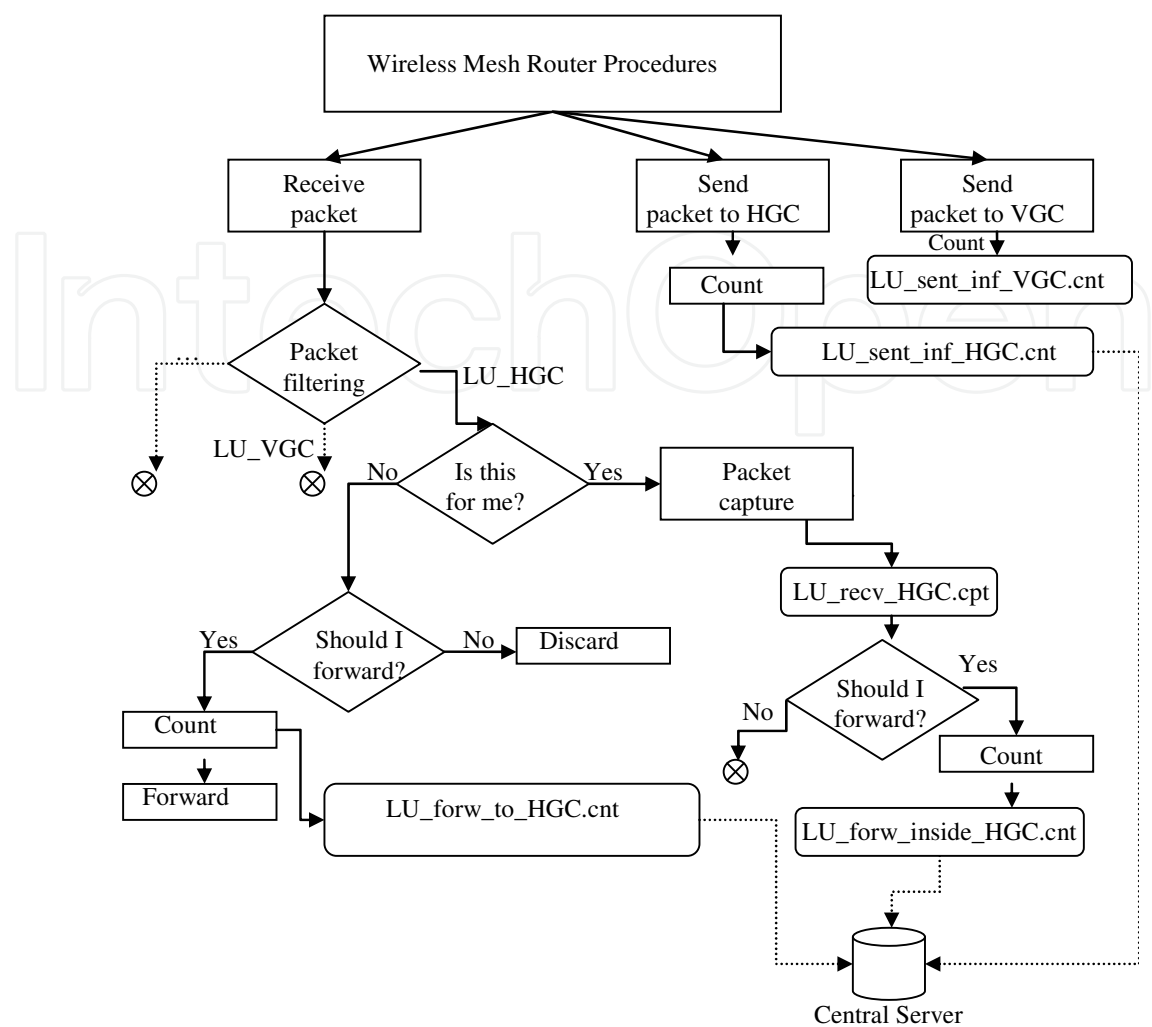 Wireless Mesh Router Procedures
Receive
packet
Send
packet to HGC
Send
packet to VGC
Count
LU_sent_inf_VGC.cnt
Count
LU_sent_inf_HGC.cnt
IntechOpen
Packet
filtering
...
LU_HGC
LU_VGC
Is this
for me?
No
Yes
Packet
capture
LU_recv_HGC.cpt
Should I
forward?
Yes
No
Discard
Should I
forward?
Yes
No
Count
Count
Forward
LU_forw_to_HGC.cnt
LU_forw_inside_HGC.cnt
Central Server